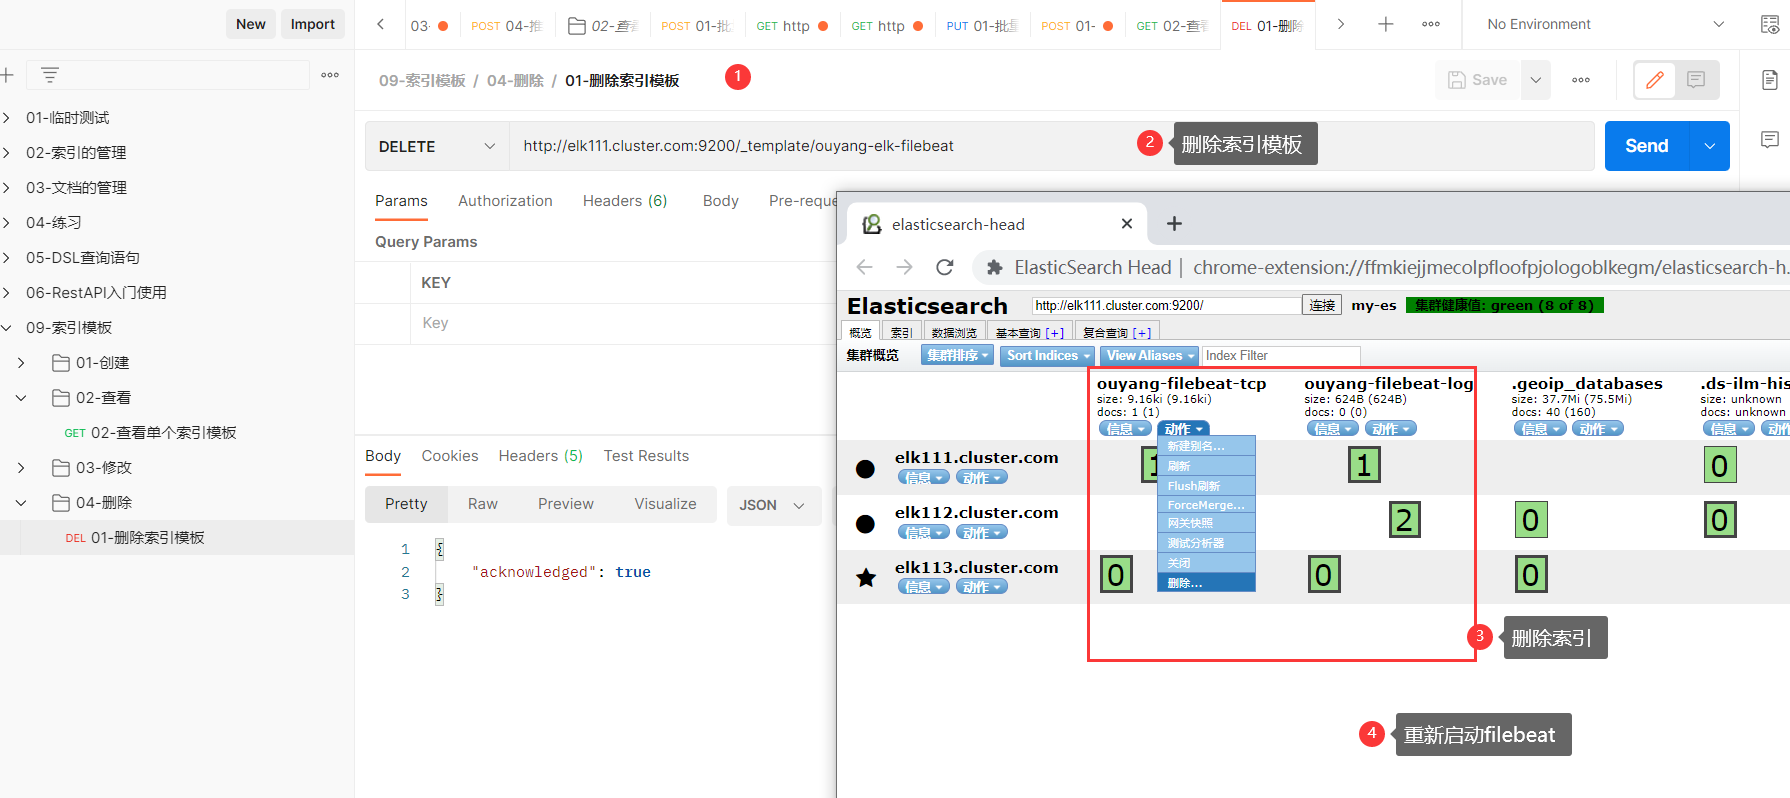 New
Import
03-
POST 04-推
02-查看
POST 01-批
GET http
GET http
PUT 01-批量
POST 01-
GET 02-查看
DEL 01-删除
No Environment
09-索引模板 / 04-删除 / 01-删除索引模板
1
Save
01-临时测试
02-索引的管理
03-文档的管理
04-练习
05-DSL查询语句
06-RestAPI入门使用
09-索引模板
01-创建
02-查看
GET 02-查看单个索引模板
03-修改
04-删除
DEL 01-删除索引模板
DELETE
http://elk111.cluster.com:9200/_template/ouyang-elk-filebeat
2 删除索引模板
Send
Params
Authorization
Headers (6)
Body
Pre-reque
Query Params
KEY
Key
Body
Cookies
Headers (5)
Test Results
Pretty
Raw
Preview
Visualize
JSON
1 {
2 "acknowledged": true
3 }
elasticsearch-head
ElasticSearch Head | chrome-extension://ffmkiejjmecolpfloofpjologoblkegm/elasticsearch-h.
Elasticsearch
http://elk111.cluster.com:9200/
连接
my-es
集群健康值: green (8 of 8)
概览
索引
数据浏览
基本查询 [+]
复合查询 [+]
集群概览
集群排序
Sort Indices
View Aliases
Index Filter
ouyang-filebeat-tcp
size: 9.16ki (9.16ki)
docs: 1 (1)
信息
动作
ouyang-filebeat-log
size: 624B (624B)
docs: 0 (0)
信息
动作
.geoip_databases
size: 37.7Mi (75.5Mi)
docs: 40 (160)
信息
动作
.ds-ilm-his
size: unknown
docs: unknown
信息
动作
新建别名...
刷新
Flush刷新
ForceMerge...
网关快照
测试分析器
关闭
删除...
elk111.cluster.com
信息
动作
1
1
0
elk112.cluster.com
信息
动作
2
0
0
elk113.cluster.com
信息
动作
0
0
0
3 删除索引
4 重新启动filebeat